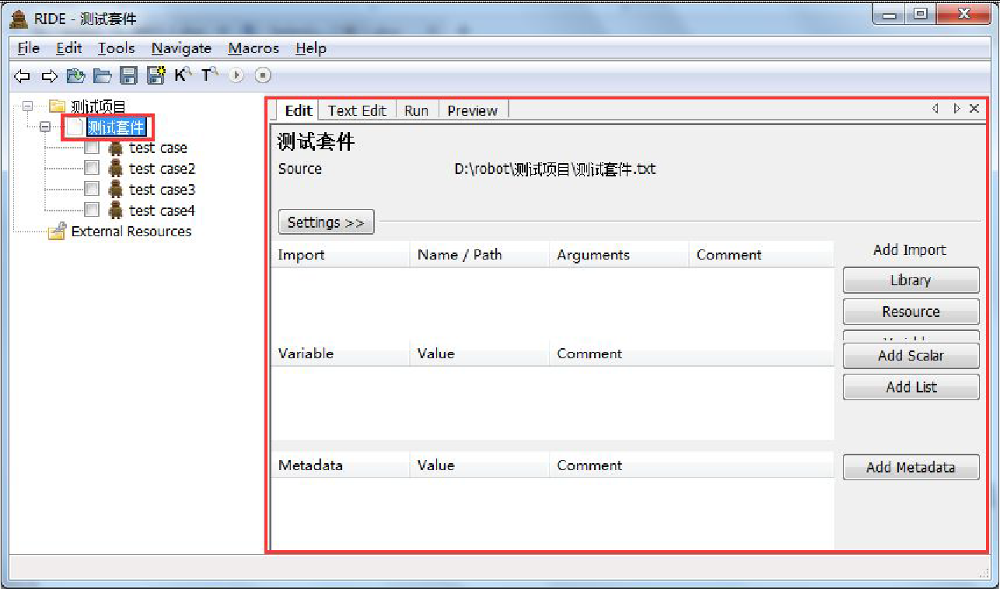 RIDE - 测试套件
File Edit Tools Navigate Macros Help
K T
测试项目
测试套件
test case
test case2
test case3
test case4
External Resources
Edit Text Edit Run Preview
测试套件
Source D:\robot\测试项目\测试套件.txt
Settings >>
Import Name / Path Arguments Comment
Add Import
Library
Resource
Variable Value Comment
Add Scalar
Add List
Metadata Value Comment
Add Metadata